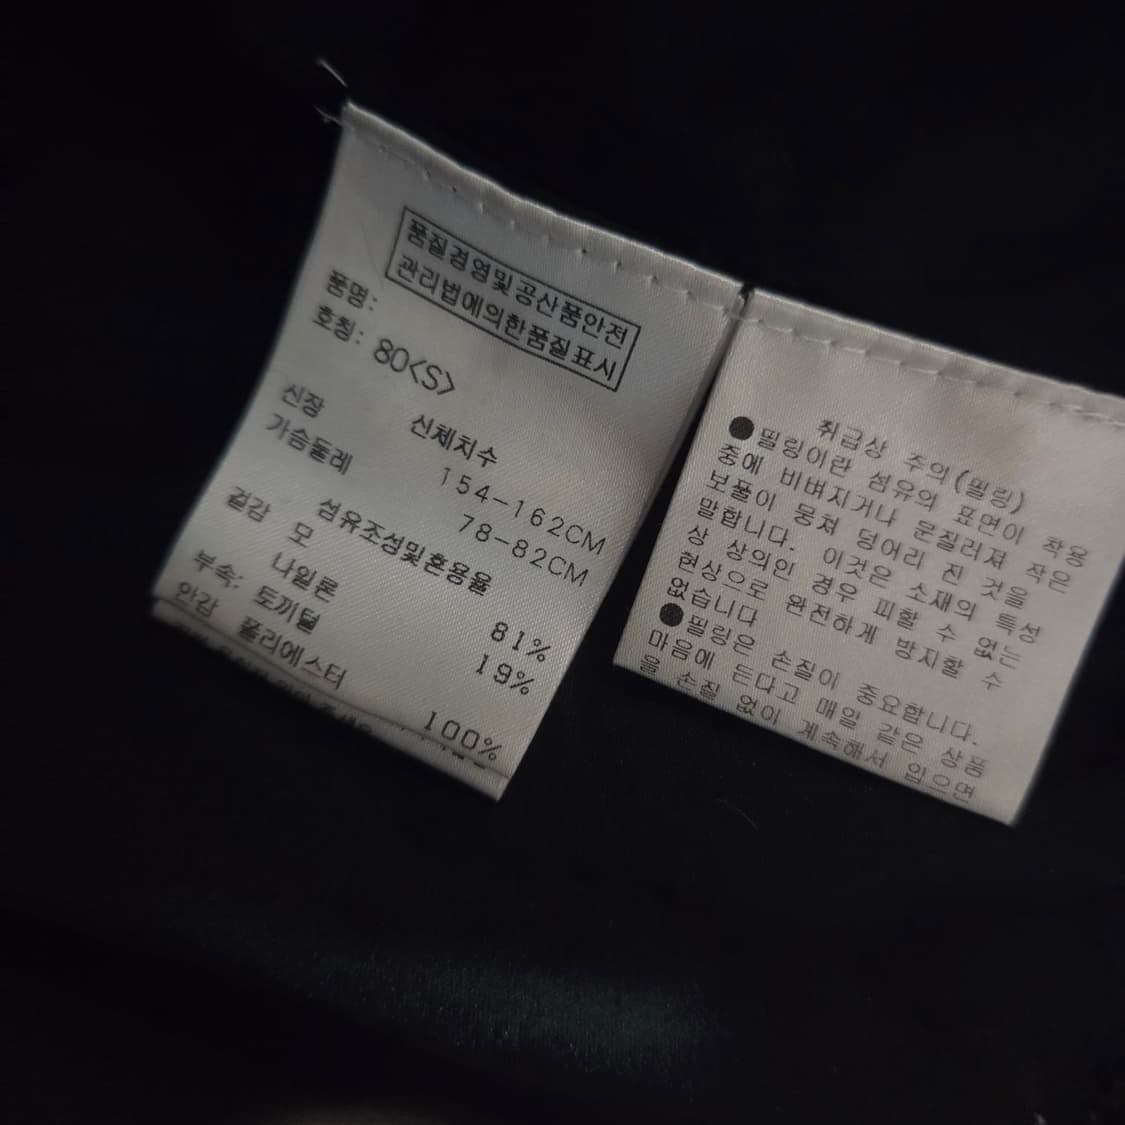 품질경영및공산품안전
관리법에의한품질표시
품명:
호칭: 80<S>
신체치수
신장 154-162CM
가슴둘레 78-82CM
섬유조성및혼용율
겉감 모 81%
나일론 19%
부속: 토끼털
안감 폴리에스터 100%
취급상 주의(필링)
●필링이란 섬유의 표면이 착용
중에 비벼지거나 문질러져 작은
보풀이 뭉쳐 덩어리 진 것을
말합니다. 이것은 소재의 특성
상 상의인 경우 피할 수 없는
현상으로 완전하게 방지할 수
없습니다
●필링은 손질이 중요합니다.
마음에 든다고 매일 같은 상품
을 손질 없이 계속해서 입으면